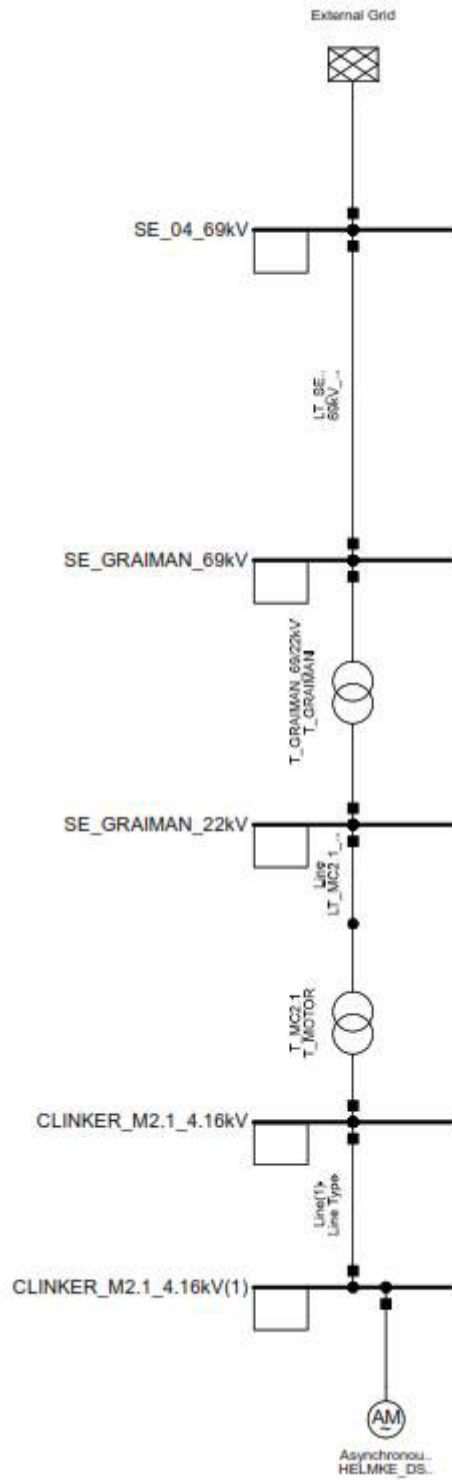 External Grid
SE_04_69kV
LT_SE..
69kV_..
SE_GRAIMAN_69kV
T_GRAIMAN_69/22kV
T_GRAIMAN
SE_GRAIMAN_22kV
Line
LT_MC2.1_..
T_MC2.1
T_MOTOR
CLINKER_M2.1_4.16kV
Line(1)
Line Type
CLINKER_M2.1_4.16kV(1)
AM
~
Asynchronou..
HELMKE_DS..